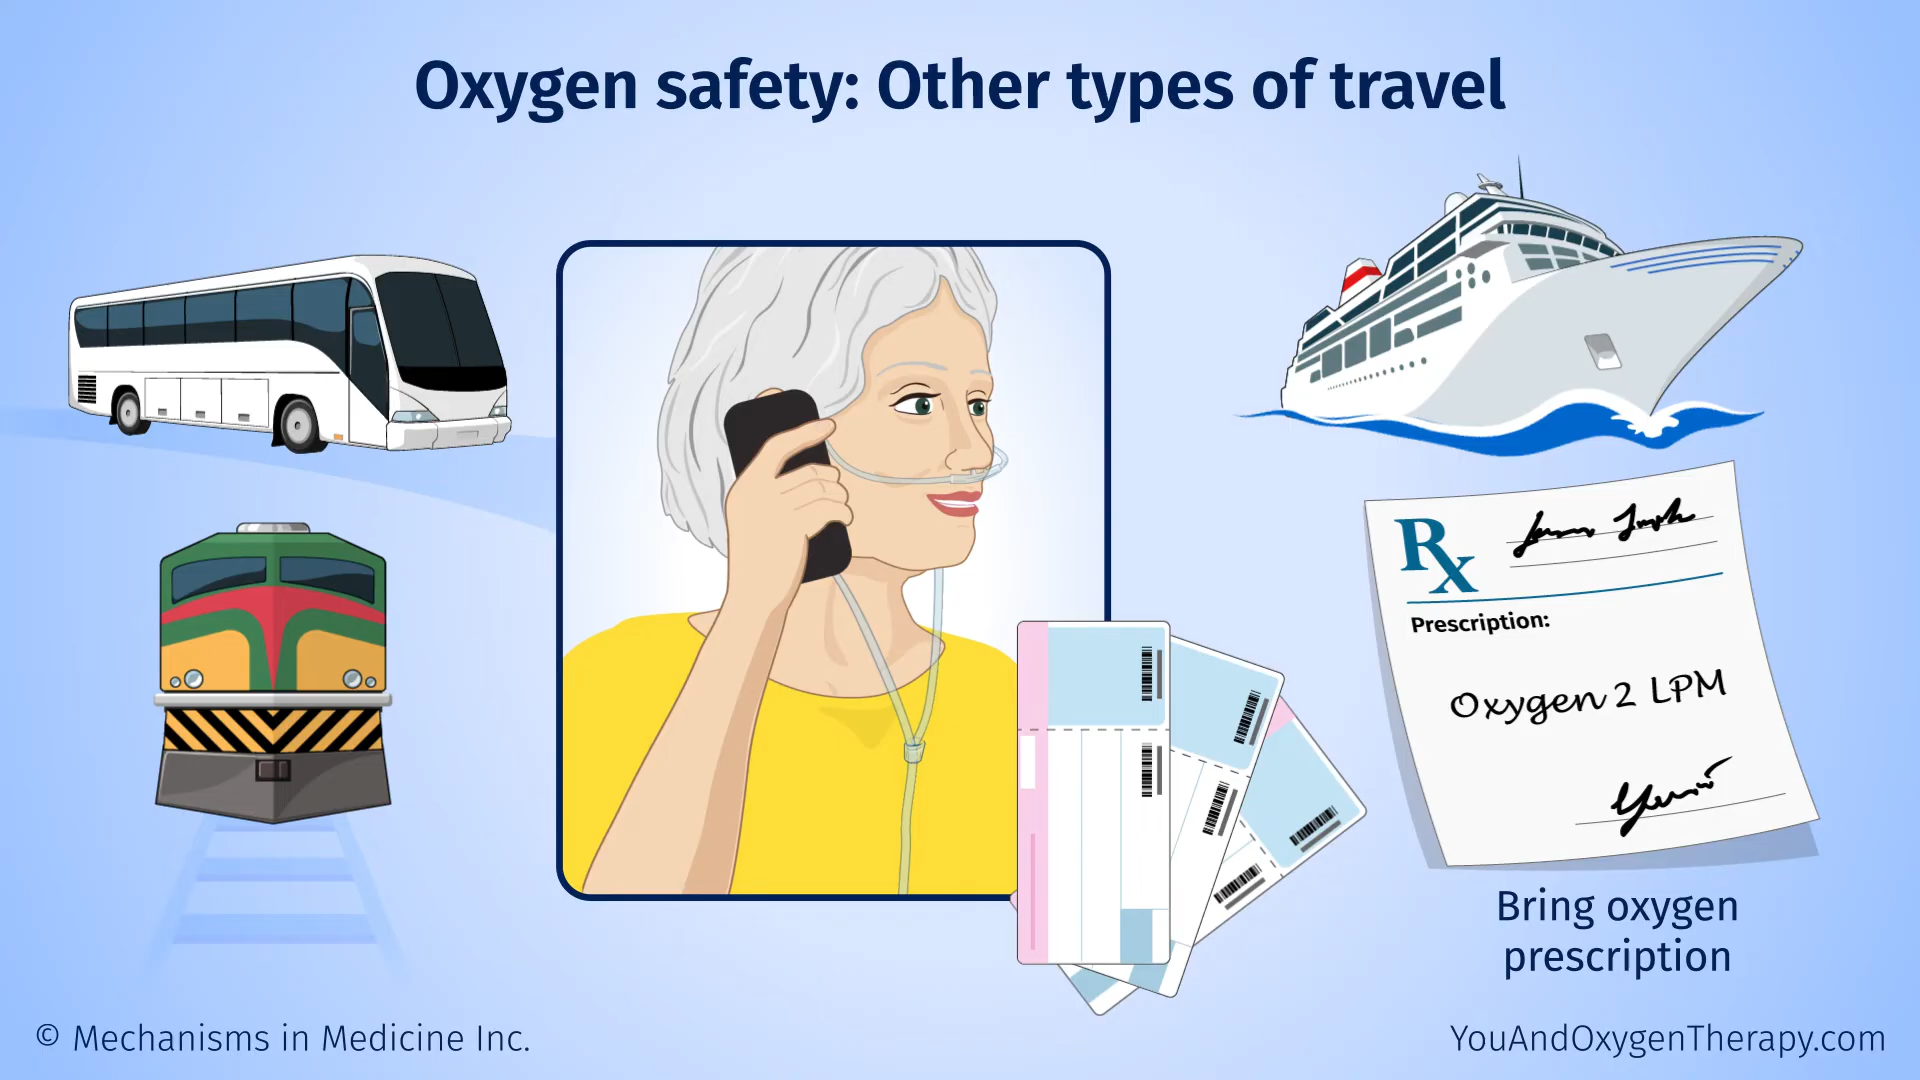 Oxygen safety: Other types of travel
Rx
Prescription:
Oxygen 2 LPM
Bring oxygen
prescription
© Mechanisms in Medicine Inc.
YouAndOxygenTherapy.com